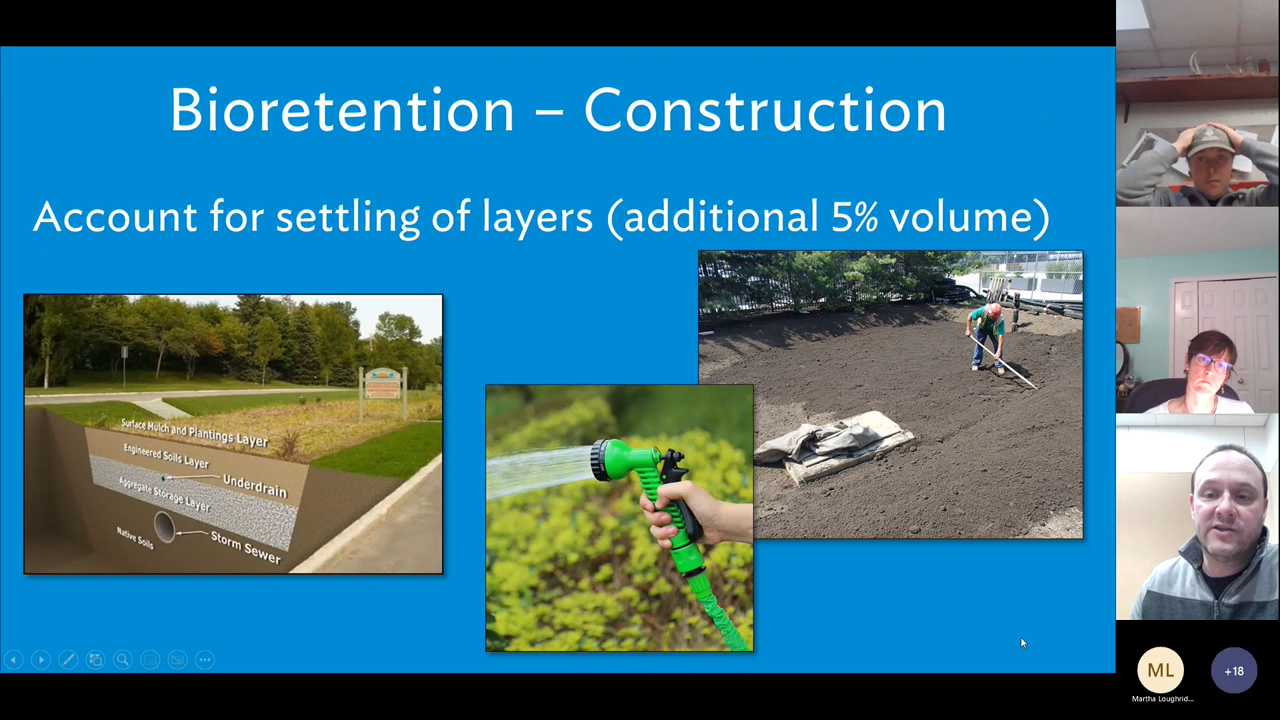 Bioretention – Construction
Account for settling of layers (additional 5% volume)
Surface Mulch and Plantings Layer
Engineered Soils Layer
Underdrain
Aggregate Storage Layer
Native Soils
Storm Sewer
ML
+18
Martha Loughrid...